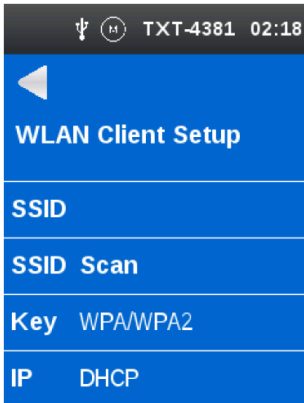 M TXT-4381 02:18
WLAN Client Setup
SSID
SSID Scan
Key WPA/WPA2
IP DHCP